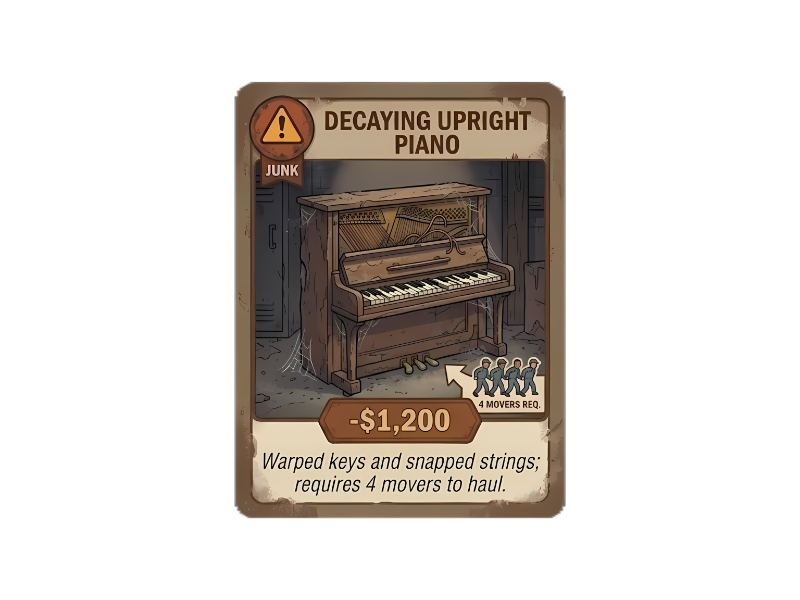 DECAYING UPRIGHT
PIANO
JUNK
4 MOVERS REQ.
-$1,200
Warped keys and snapped strings;
requires 4 movers to haul.